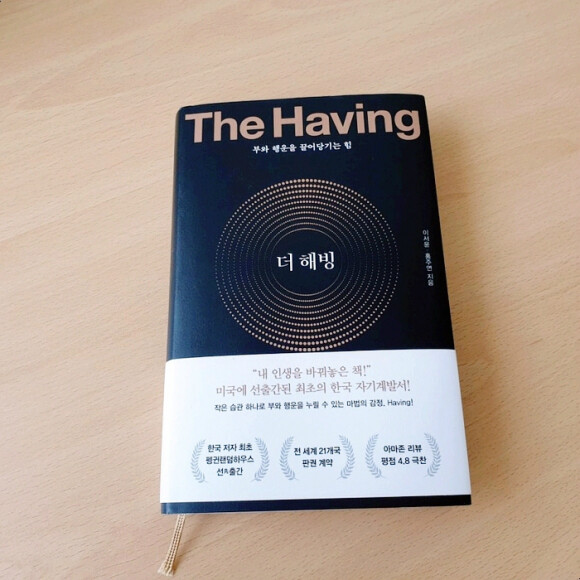 The Having
부와 행운을 끌어당기는 힘
더 해빙
이서윤 · 홍주연 지음
“내 인생을 바꿔놓은 책!”
미국에 선출간된 최초의 한국 자기계발서!
작은 습관 하나로 부와 행운을 누릴 수 있는 마법의 감정, Having!
한국 저자 최초
펭귄랜덤하우스
선先출간
전 세계 21개국
판권 계약
아마존 리뷰
평점 4.8 극찬